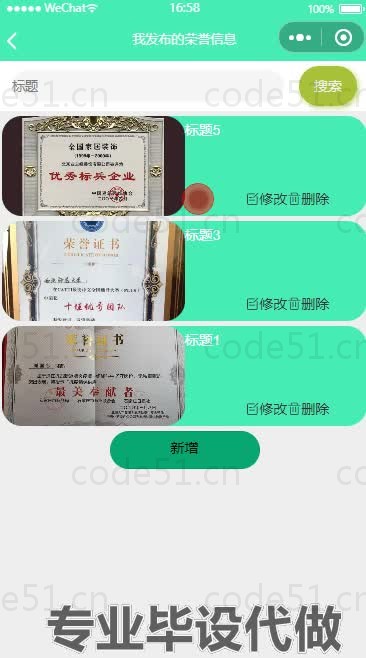 WeChat 16:58 100%
我发布的荣誉信息
标题
搜索
标题5
全国家居装饰
优秀标兵企业
修改 删除
标题3
荣誉证书
十佳优秀团队
修改 删除
标题1
荣誉证书
最美奉献者
修改 删除
新增
code51.cn
code51.cn
code51.cn
code51.cn
专业毕设代做